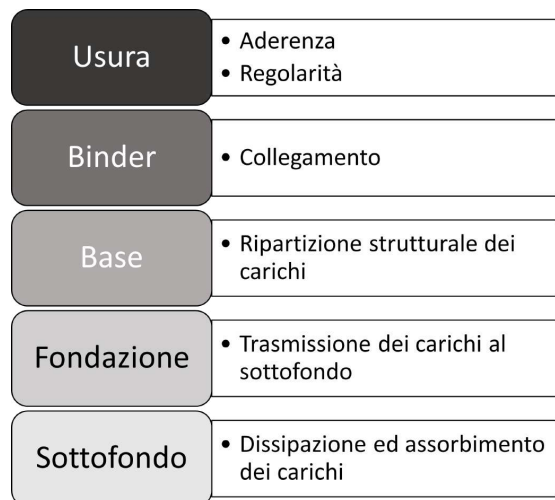 Usura
• Aderenza
• Regolarità
Binder
• Collegamento
Base
• Ripartizione strutturale dei
carichi
Fondazione
• Trasmissione dei carichi al
sottofondo
Sottofondo
• Dissipazione ed assorbimento
dei carichi